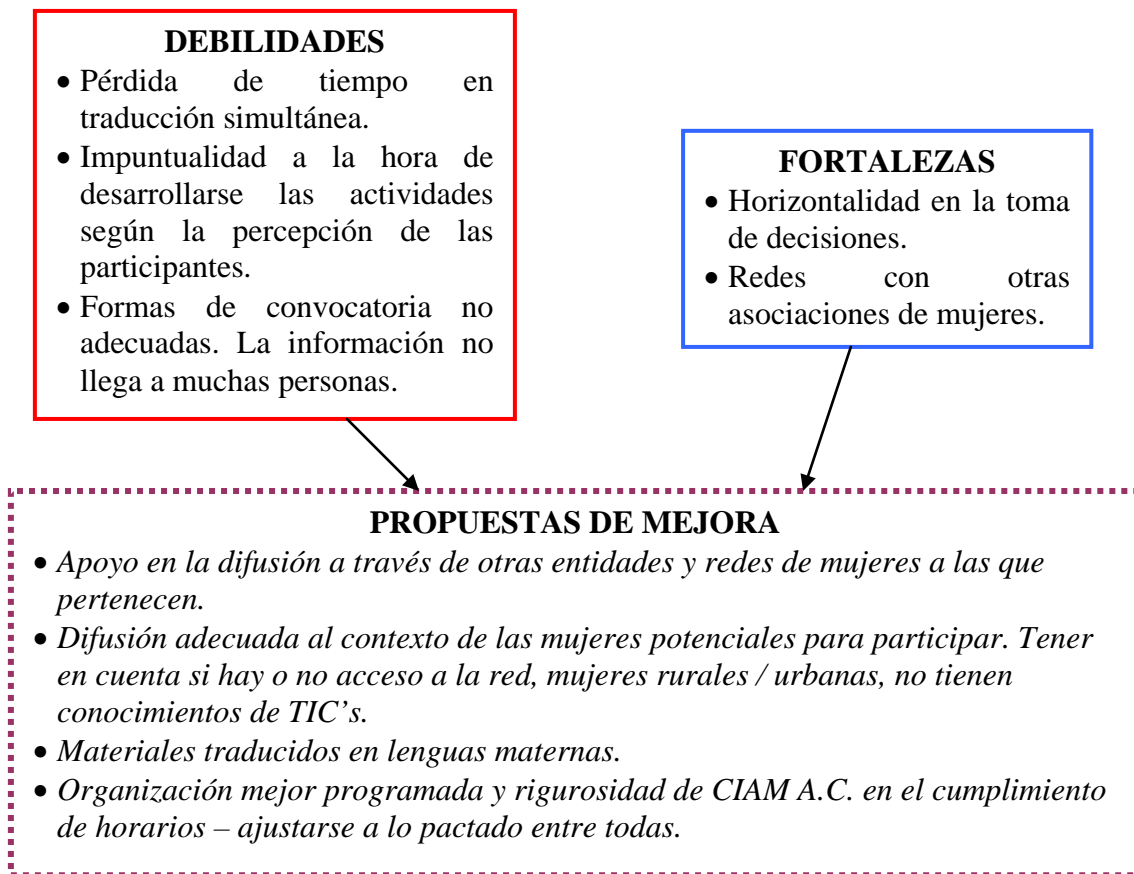 DEBILIDADES
• Pérdida de tiempo en
traducción simultánea.
• Impuntualidad a la hora de
desarrollarse las actividades
según la percepción de las
participantes.
• Formas de convocatoria no
adecuadas. La información no
llega a muchas personas.
FORTALEZAS
• Horizontalidad en la toma
de decisiones.
• Redes con otras
asociaciones de mujeres.
PROPUESTAS DE MEJORA
• Apoyo en la difusión a través de otras entidades y redes de mujeres a las que
pertenecen.
• Difusión adecuada al contexto de las mujeres potenciales para participar. Tener
en cuenta si hay o no acceso a la red, mujeres rurales / urbanas, no tienen
conocimientos de TIC’s.
• Materiales traducidos en lenguas maternas.
• Organización mejor programada y rigurosidad de CIAM A.C. en el cumplimiento
de horarios – ajustarse a lo pactado entre todas.